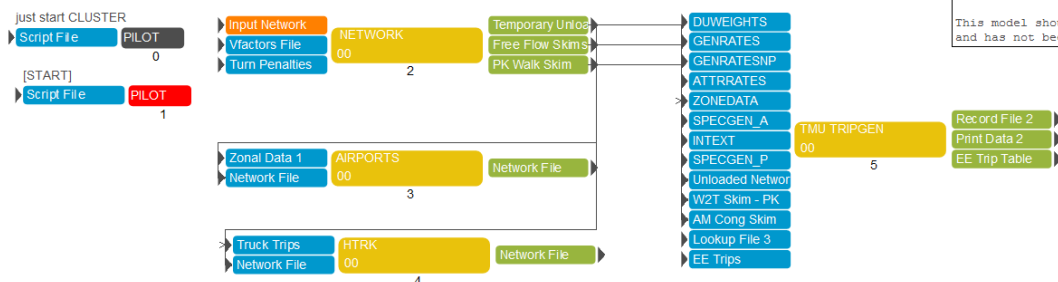 just start CLUSTER
Script File PILOT
0
[START]
Script File PILOT
1
Input Network
Vfactors File
Turn Penalties
NETWORK
00
2
Temporary Unloa
Free Flow Skims
PK Walk Skim
Zonal Data 1
Network File
AIRPORTS
00
3
Network File
Truck Trips
Network File
HTRK
00
4
Network File
DUWEIGHTS
GENRATES
GENRATESNP
ATTRRATES
ZONEDATA
SPECGEN_A
INTEXT
SPECGEN_P
Unloaded Networ
W2T Skim - PK
AM Cong Skim
Lookup File 3
EE Trips
TMU TRIPGEN
00
5
Record File 2
Print Data 2
EE Trip Table
This model shou
and has not bee